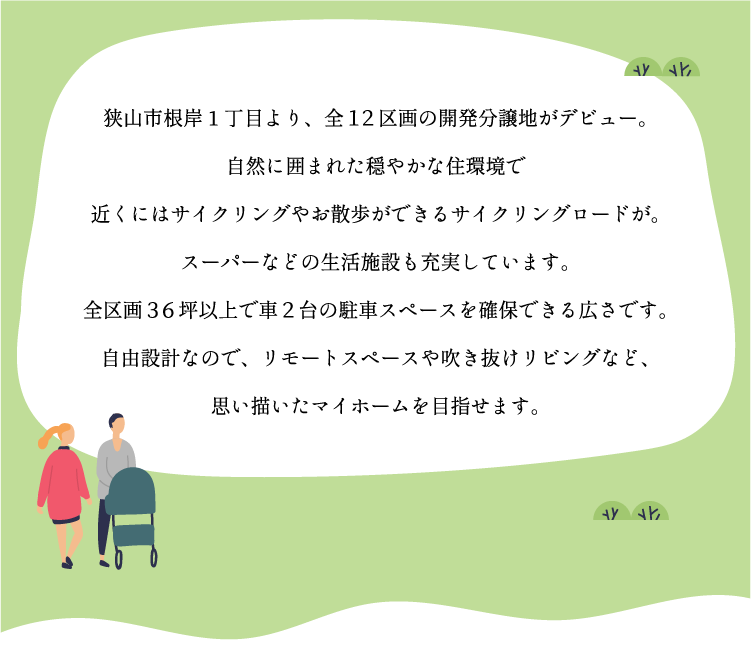 狭山市根岸１丁目より、全12区画の開発分譲地がデビュー。
自然に囲まれた穏やかな住環境で
近くにはサイクリングやお散歩ができるサイクリングロードが。
スーパーなどの生活施設も充実しています。
全区画36坪以上で車２台の駐車スペースを確保できる広さです。
自由設計なので、リモートスペースや吹き抜けリビングなど、
思い描いたマイホームを目指せます。